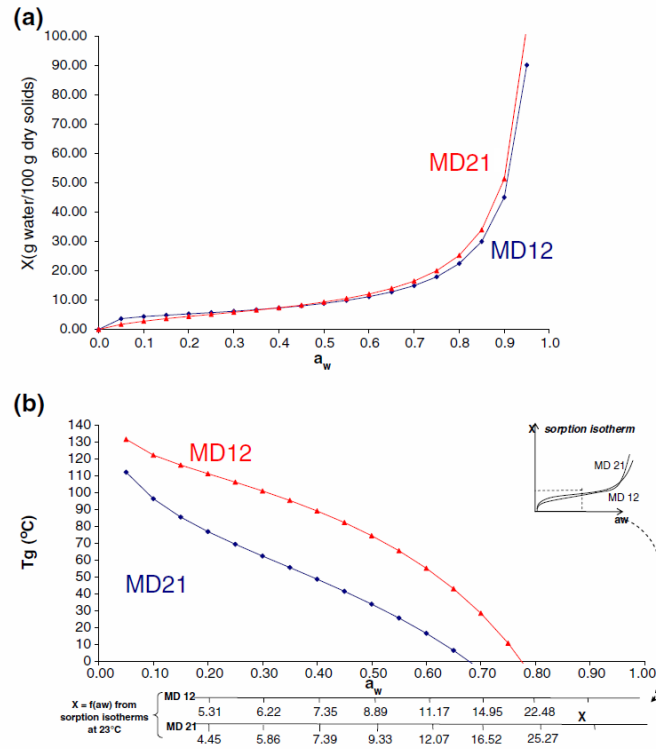 (a)
100.00
90.00
80.00
70.00
60.00
50.00
40.00
30.00
20.00
10.00
0.00
X(g water/100 g dry solids)
MD21
MD12
0.0 0.1 0.2 0.3 0.4 0.5 0.6 0.7 0.8 0.9 1.0
aw
(b)
140
130
120
110
100
90
80
70
60
50
40
30
20
10
0
Tg (ºC)
MD12
MD21
X sorption isotherm
MD 21
MD 12
aw
0.00 0.10 0.20 0.30 0.40 0.50 0.60 0.70 0.80 0.90 1.00
aw
X = f(aw) from
sorption isotherms
at 23°C
MD 12
5.31 6.22 7.35 8.89 11.17 14.95 22.48 X
MD 21
4.45 5.86 7.39 9.33 12.07 16.52 25.27